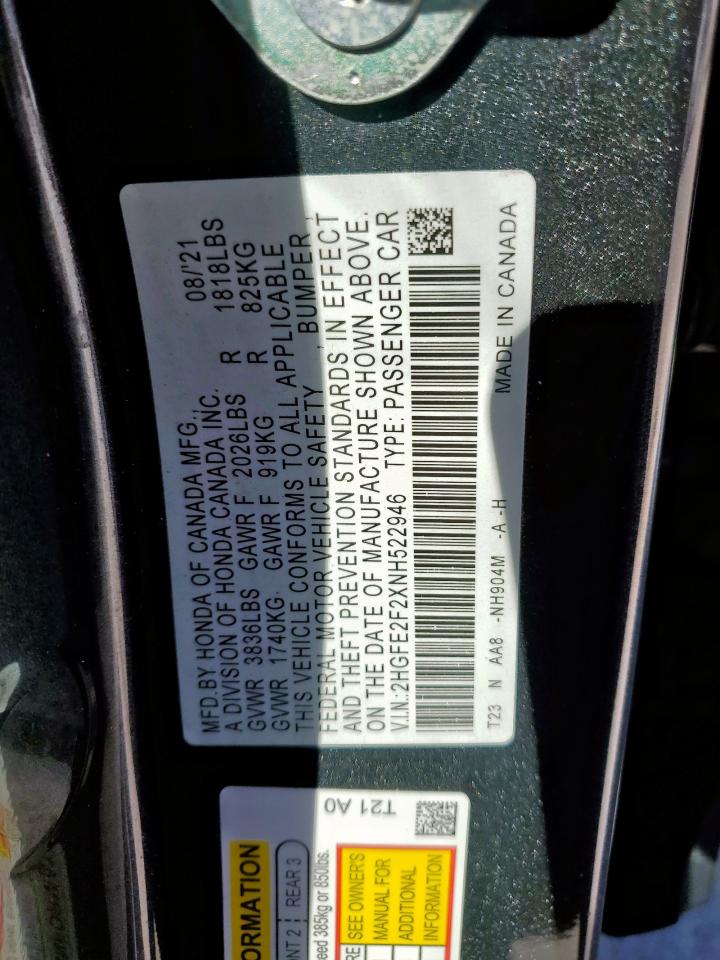 MFD.BY HONDA OF CANADA MFG., 08/'21
A DIVISION OF HONDA CANADA INC.
GVWR 3836LBS GAWR F 2026LBS R 1818LBS
GVWR 1740KG GAWR F 919KG R 825KG
THIS VEHICLE CONFORMS TO ALL APPLICABLE
FEDERAL MOTOR VEHICLE SAFETY , BUMPER ,
AND THEFT PREVENTION STANDARDS IN EFFECT
ON THE DATE OF MANUFACTURE SHOWN ABOVE.
V.I.N.:2HGFE2F2XNH522946 TYPE: PASSENGER CAR
T23 N AA8 -NH904M -A -H MADE IN CANADA
T21 A0
ORMATION
2 REAR 3
385kg or 850lbs.
SEE OWNER'S
MANUAL FOR
ADDITIONAL
INFORMATION